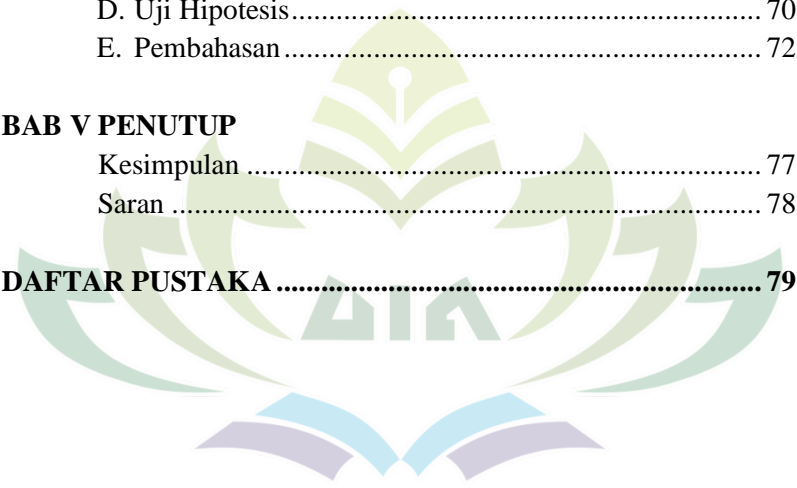 D. Uji Hipotesis........................................................................ 70
E. Pembahasan......................................................................... 72
BAB V PENUTUP
Kesimpulan .............................................................................. 77
Saran ........................................................................................ 78
DAFTAR PUSTAKA ..................................................................... 79